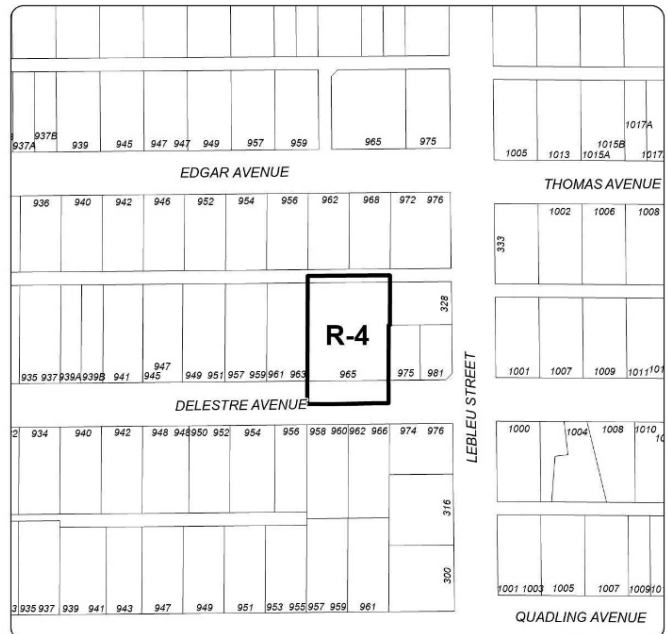 937A 937B 939 945 947 947 949 957 959 965 975
1017A
1005 1013 1015A 1015B
EDGAR AVENUE
THOMAS AVENUE
936 940 942 946 952 954 956 962 968 972 976
333 1002 1006 1008
328
R-4
935 937 939A 939B 941 945 947 949 951 957 959 961 963 965 975 981
1001 1007 1009 1011
DELESTRE AVENUE
LEBLEU STREET
934 940 942 948 948 950 952 954 956 958 960 962 966 974 976
1000 1004 1008 1010
316
300
935 937 939 941 943 947 949 951 953 955 957 959 961
1001 1003 1005 1007 1009
QUADLING AVENUE